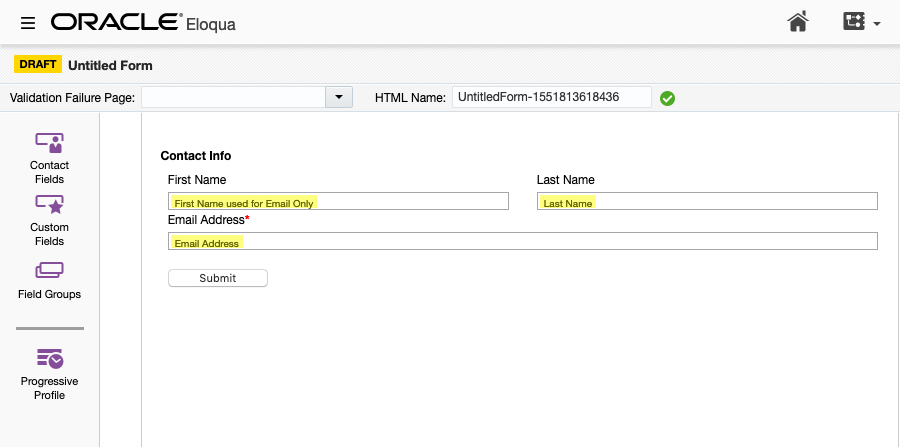 ORACLE Eloqua
DRAFT Untitled Form
Validation Failure Page: HTML Name: UntitledForm-1551813618436
Contact
Fields
Custom
Fields
Field Groups
Progressive
Profile
Contact Info
First Name Last Name
First Name used for Email Only Last Name
Email Address*
Email Address
Submit